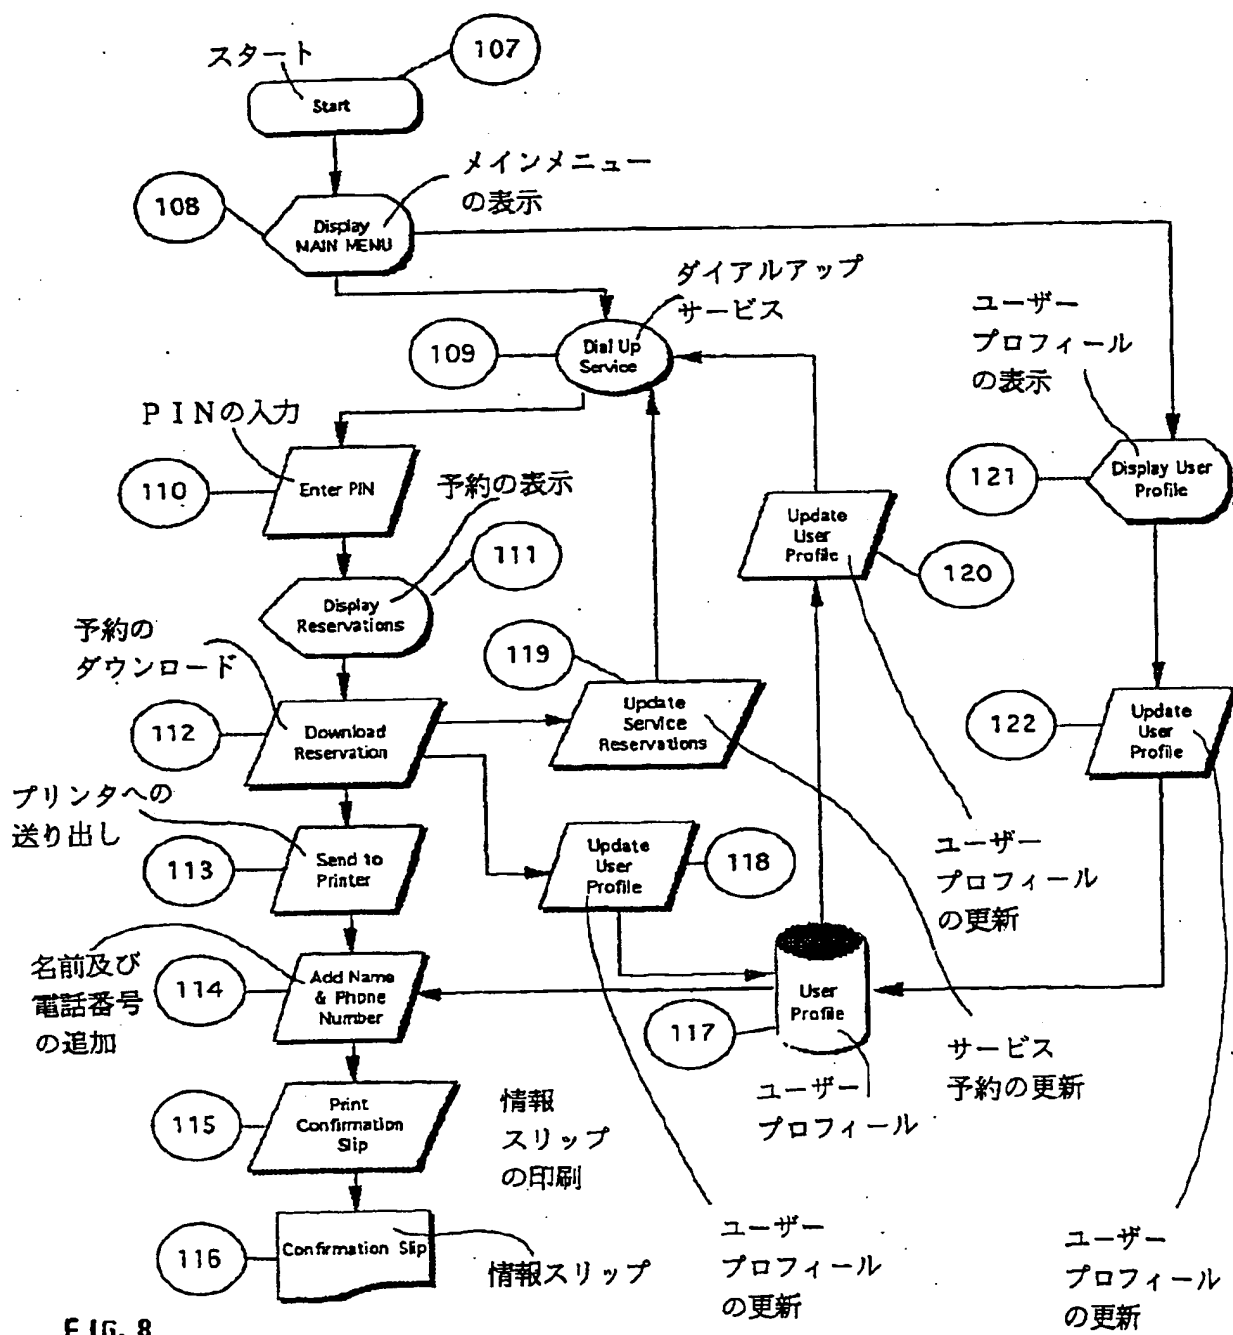 スタート
107
Start
メインメニュー
の表示
108
Display
MAIN MENU
ダイアルアップ
サービス
ユーザー
プロフィール
の表示
109
Dial Up
Service
PINの入力
110
Enter PIN
予約の表示
121
Display User
Profile
Update
User
Profile
120
111
Display
Reservations
予約の
ダウンロード
119
112
Download
Reservation
Update
Service
Reservations
122
Update
User
Profile
プリンタへの
送り出し
113
Send to
Printer
Update
User
Profile
118
ユーザー
プロフィール
の更新
名前及び
電話番号
の追加
114
Add Name
& Phone
Number
User
Profile
117
サービス
予約の更新
ユーザー
プロフィール
115
Print
Confirmation
Slip
情報
スリップ
の印刷
116
Confirmation Slip
情報スリップ
ユーザー
プロフィール
の更新
ユーザー
プロフィール
の更新
FIG. 8